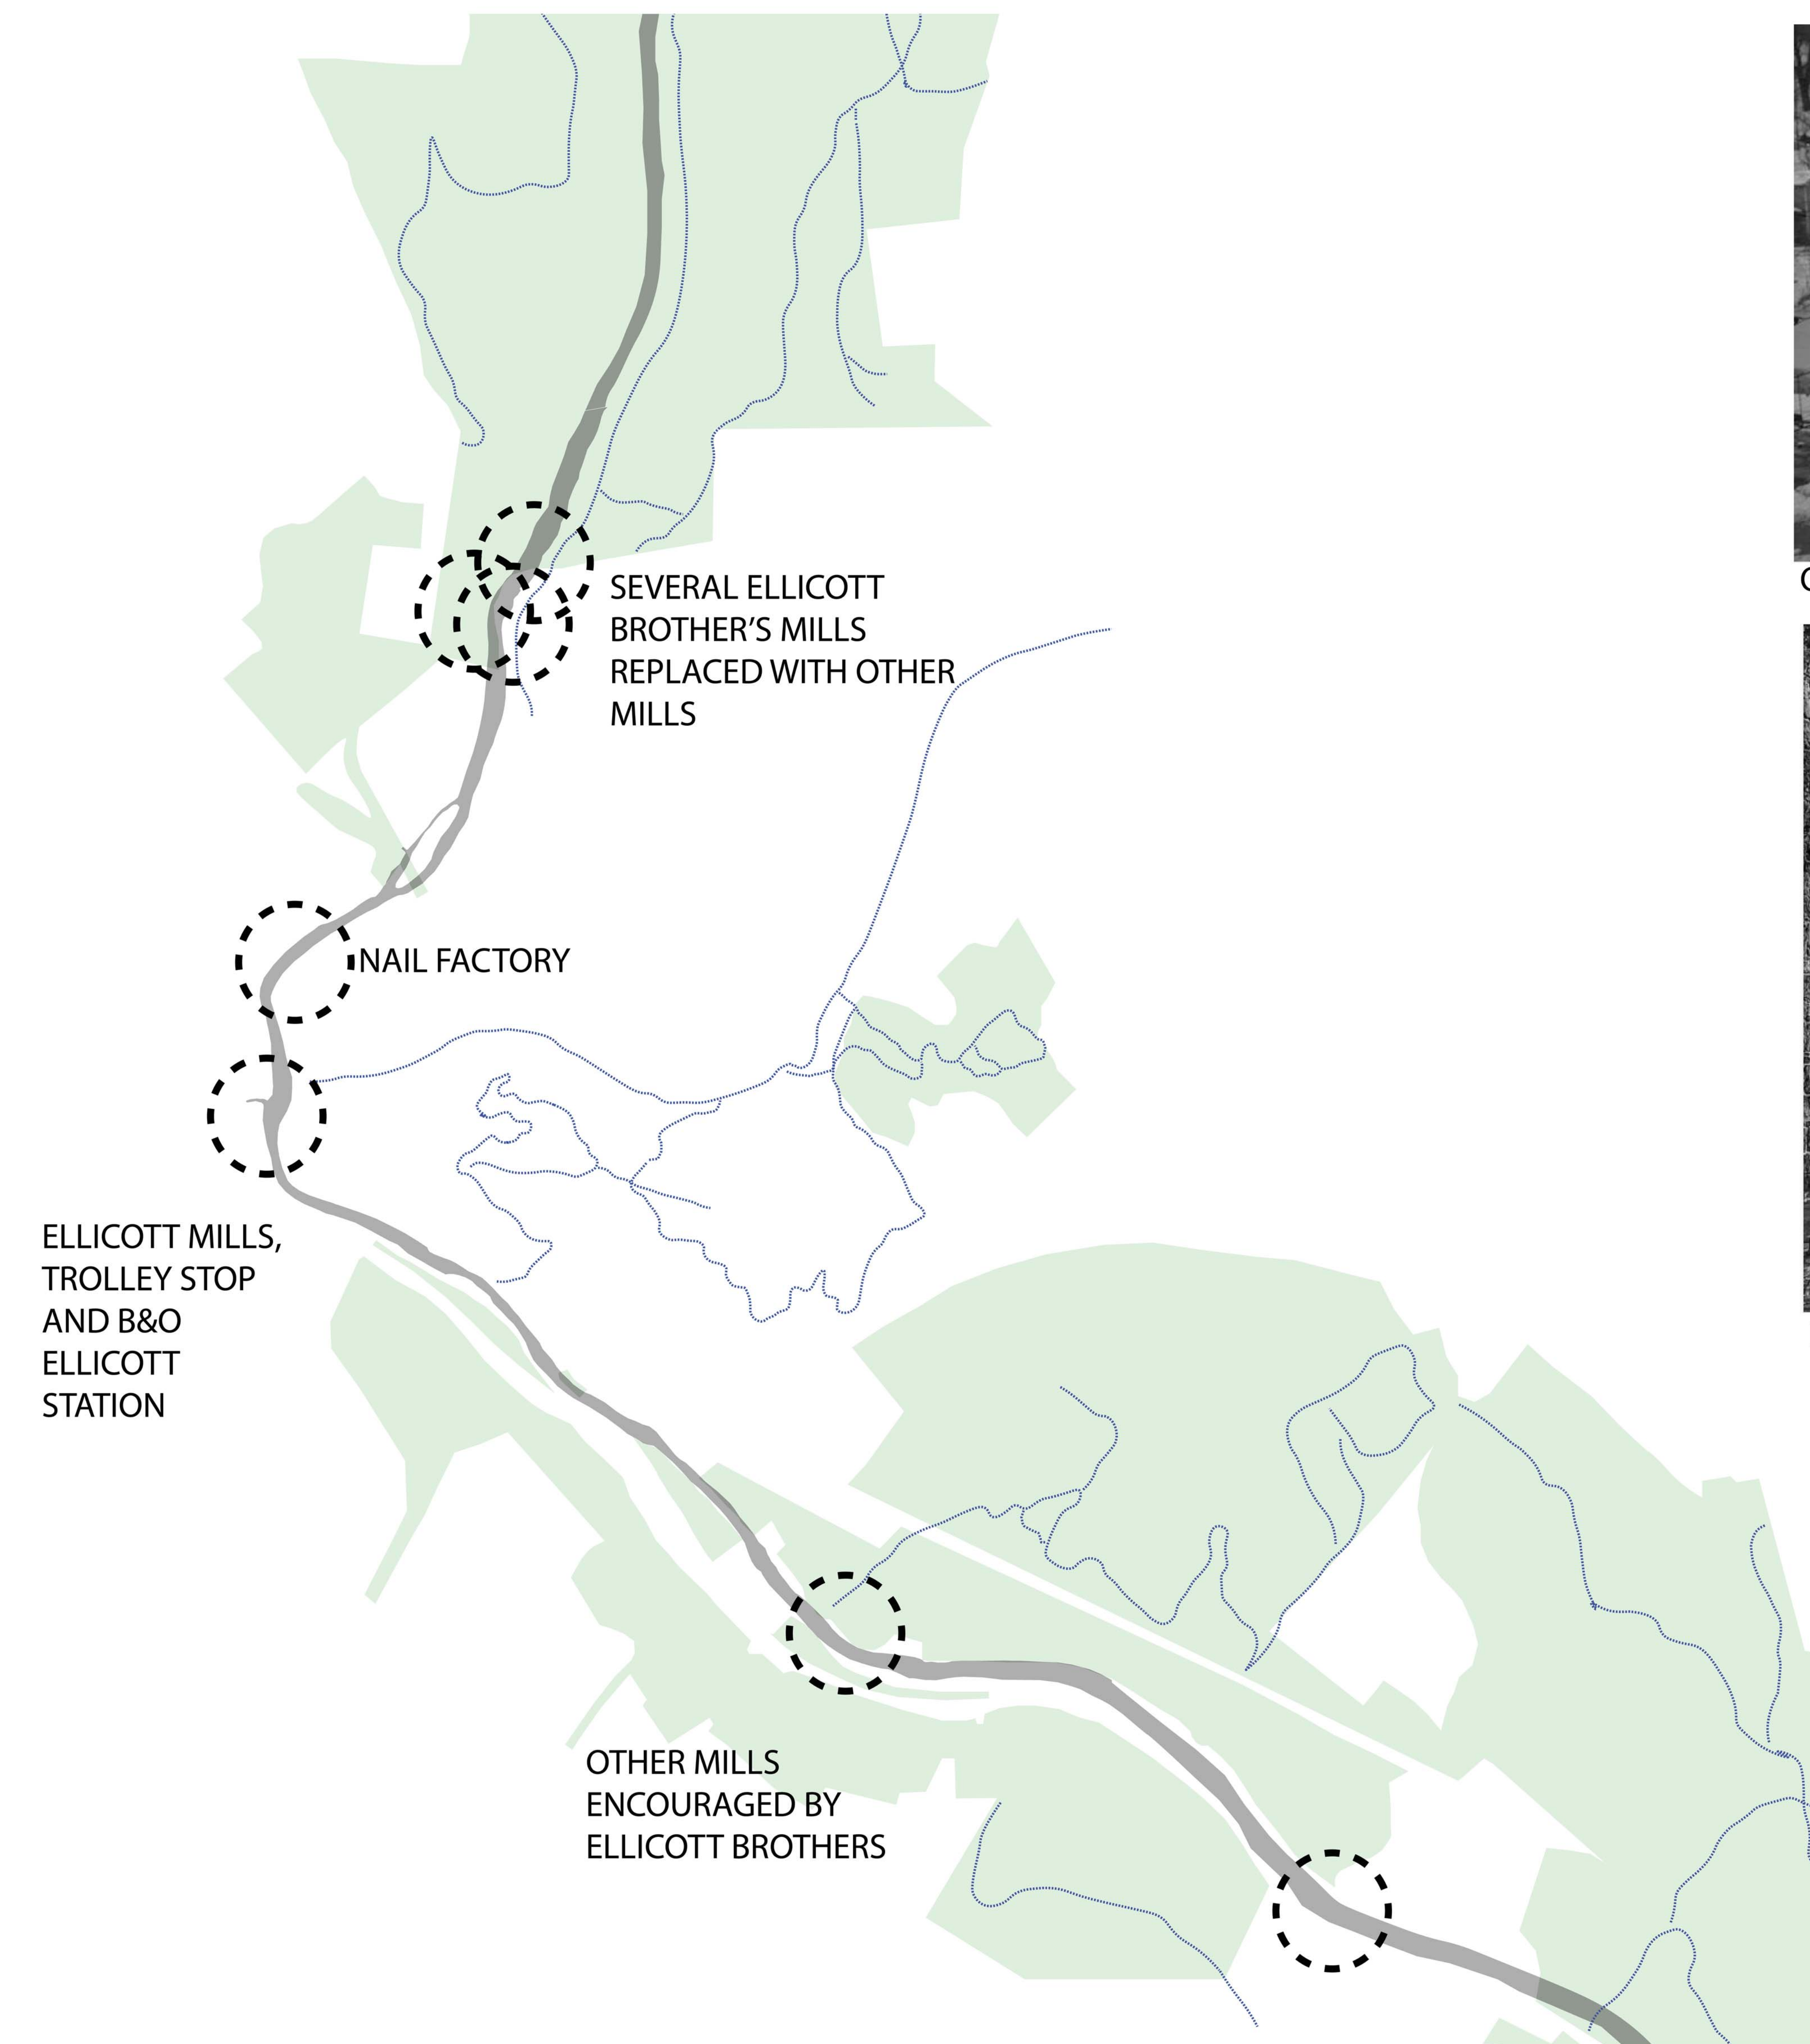 SEVERAL ELLICOTT
BROTHER'S MILLS
REPLACED WITH OTHER
MILLS
NAIL FACTORY
ELLICOTT MILLS,
TROLLEY STOP
AND B&O
ELLICOTT
STATION
OTHER MILLS
ENCOURAGED BY
ELLICOTT BROTHERS